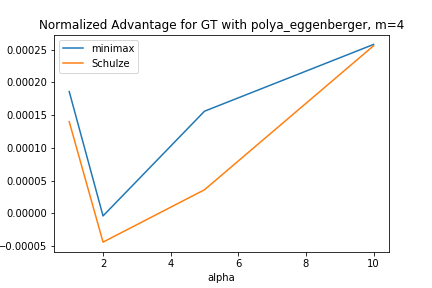 Normalized Advantage for GT with polya_eggenberger, m=4
minimax
Schulze
0.00025
0.00020
0.00015
0.00010
0.00005
0.00000
−0.00005
2 4 6 8 10
alpha